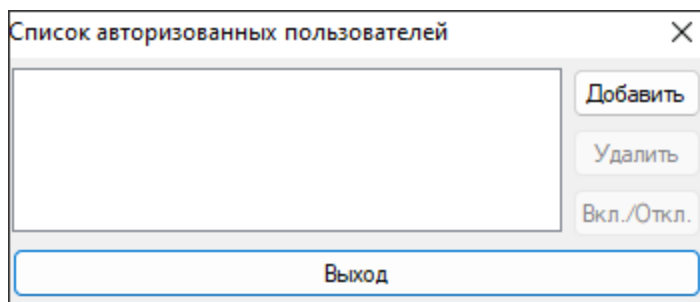 Список авторизованных пользователей
Добавить
Удалить
Вкл./Откл.
Выход